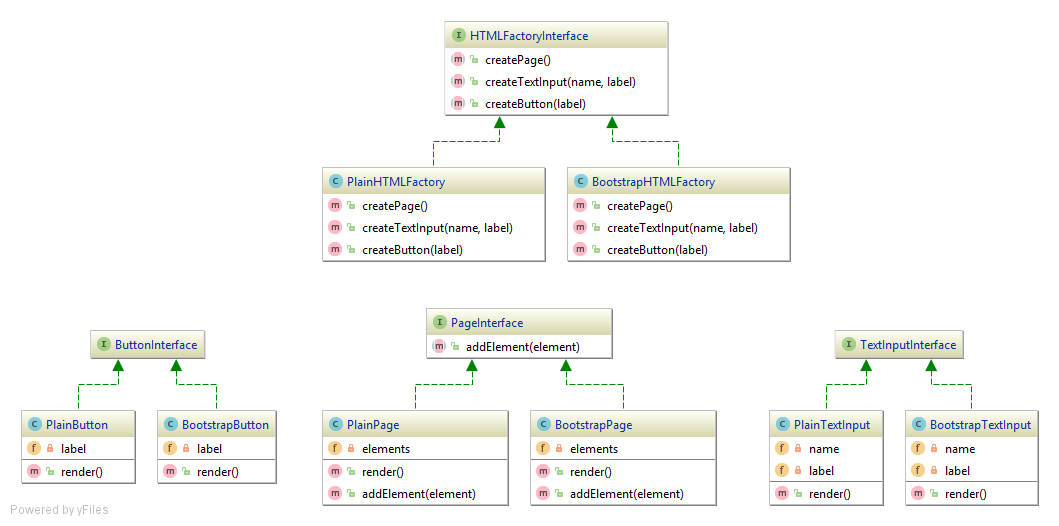 I HTMLFactoryInterface
m createPage()
m createTextInput(name, label)
m createButton(label)
C PlainHTMLFactory
m createPage()
m createTextInput(name, label)
m createButton(label)
C BootstrapHTMLFactory
m createPage()
m createTextInput(name, label)
m createButton(label)
I ButtonInterface
I PageInterface
m addElement(element)
I TextInputInterface
C PlainButton
f label
m render()
C BootstrapButton
f label
m render()
C PlainPage
f elements
m render()
m addElement(element)
C BootstrapPage
f elements
m render()
m addElement(element)
C PlainTextInput
f name
f label
m render()
C BootstrapTextInput
f name
f label
m render()
Powered by yFiles